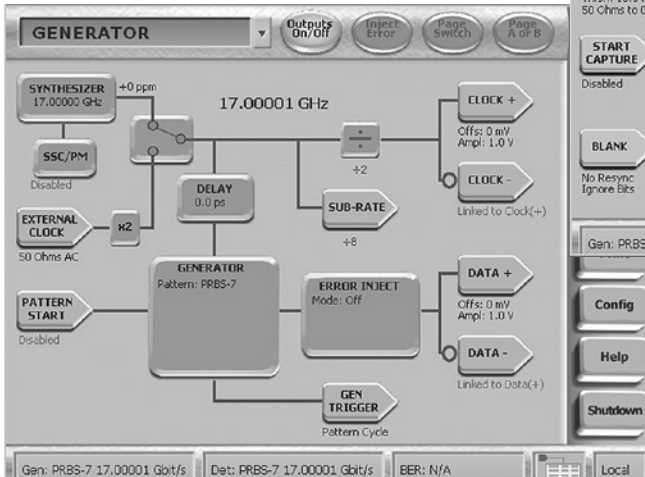 GENERATOR
Outputs On/Off
Inject Error
Page Switch
Page A or B
50 Ohms to
START CAPTURE
Disabled
BLANK
No Resync
Ignore Bits
Gen: PRBS
Config
Help
Shutdown
SYNTHESIZER
17.00000 GHz
+0 ppm
17.00001 GHz
SSC/PM
Disabled
EXTERNAL CLOCK
x2
50 Ohms AC
DELAY
0.0 ps
÷
÷2
SUB-RATE
÷8
CLOCK +
Offs: 0 mV
Ampl: 1.0 V
CLOCK -
Linked to Clock(+)
PATTERN START
Disabled
GENERATOR
Pattern: PRBS-7
ERROR INJECT
Mode: Off
DATA +
Offs: 0 mV
Ampl: 1.0 V
DATA -
Linked to Data(+)
GEN TRIGGER
Pattern Cycle
Gen: PRBS-7 17.00001 Gbit/s
Det: PRBS-7 17.00001 Gbit/s
BER: N/A
Local